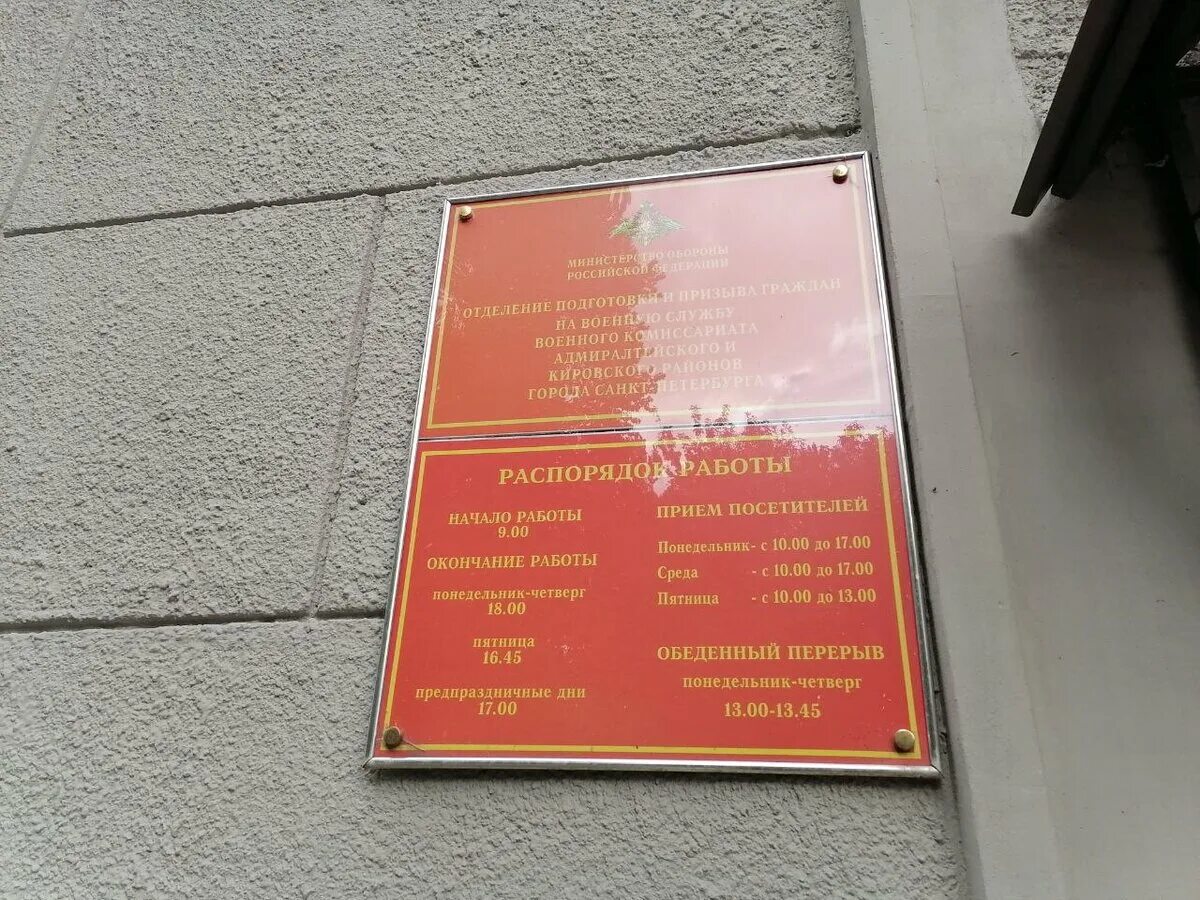 МИНИСТЕРСТВО ОБОРОНЫ
РОССИЙСКОЙ ФЕДЕРАЦИИ
ОТДЕЛЕНИЕ ПОДГОТОВКИ И ПРИЗЫВА ГРАЖДАН
НА ВОЕННУЮ СЛУЖБУ
ВОЕННОГО КОМИССАРИАТА
АДМИРАЛТЕЙСКОГО И
КИРОВСКОГО РАЙОНОВ
ГОРОДА САНКТ-ПЕТЕРБУРГА
РАСПОРЯДОК РАБОТЫ
НАЧАЛО РАБОТЫ
9.00
ОКОНЧАНИЕ РАБОТЫ
понедельник-четверг
18.00
пятница
16.45
предпраздничные дни
17.00
ПРИЕМ ПОСЕТИТЕЛЕЙ
Понедельник - с 10.00 до 17.00
Среда - с 10.00 до 17.00
Пятница - с 10.00 до 13.00
ОБЕДЕННЫЙ ПЕРЕРЫВ
понедельник-четверг
13.00-13.45